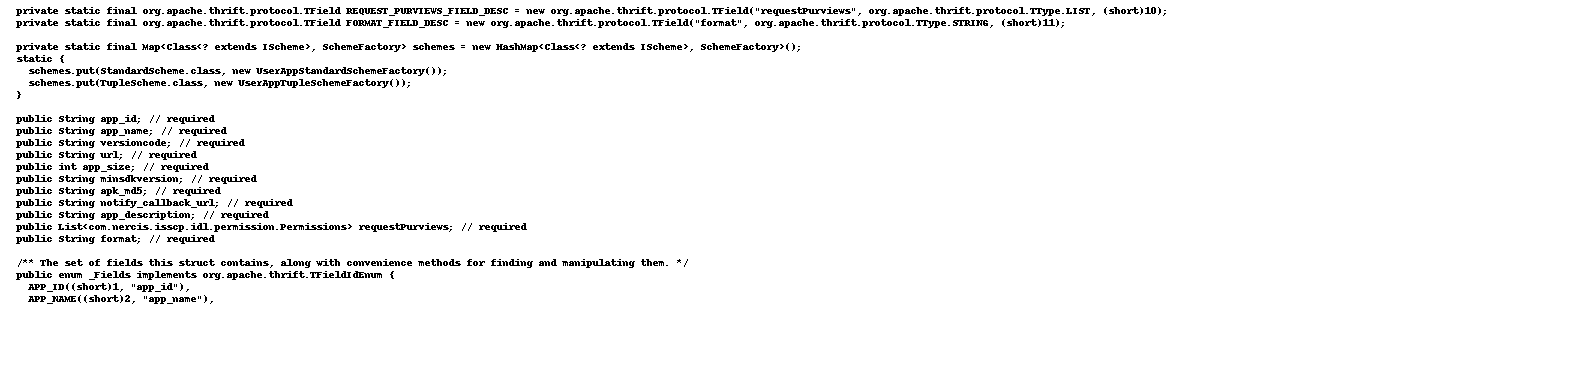 private static final org.apache.thrift.protocol.TField REQUEST_PURVIEWS_FIELD_DESC = new org.apache.thrift.protocol.TField("requestPurviews", org.apache.thrift.protocol.TType.LIST, (short)10);
private static final org.apache.thrift.protocol.TField FORMAT_FIELD_DESC = new org.apache.thrift.protocol.TField("format", org.apache.thrift.protocol.TType.STRING, (short)11);
private static final Map<Class<? extends IScheme>, SchemeFactory> schemes = new HashMap<Class<? extends IScheme>, SchemeFactory>();
static {
schemes.put(StandardScheme.class, new UserAppStandardSchemeFactory());
schemes.put(TupleScheme.class, new UserAppTupleSchemeFactory());
}
public String app_id; // required
public String app_name; // required
public String versioncode; // required
public String url; // required
public int app_size; // required
public String minsdkversion; // required
public String apk_md5; // required
public String notify_callback_url; // required
public String app_description; // required
public List<com.nercis.isscp.idl.permission.Permissions> requestPurviews; // required
public String format; // required
/** The set of fields this struct contains, along with convenience methods for finding and manipulating them. */
public enum _Fields implements org.apache.thrift.TFieldIdEnum {
APP_ID((short)1, "app_id"),
APP_NAME((short)2, "app_name"),